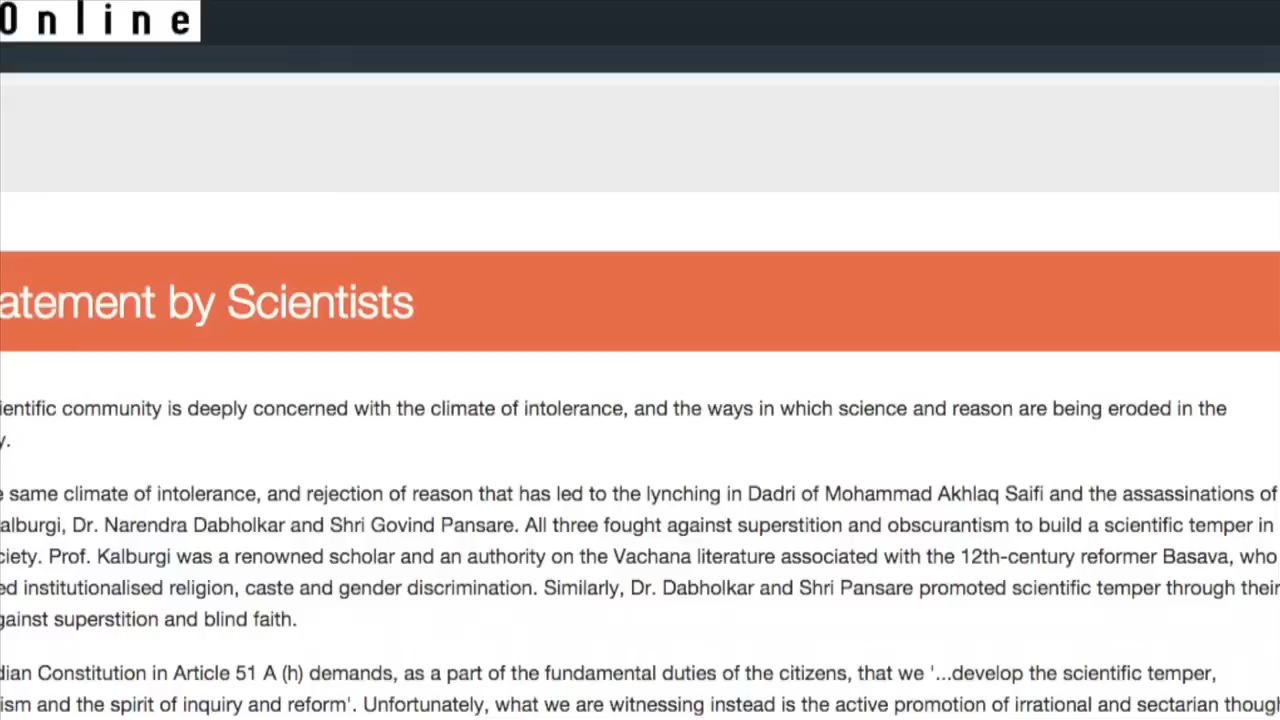 Online
atement by Scientists
ientific community is deeply concerned with the climate of intolerance, and the ways in which science and reason are being eroded in the
y.
e same climate of intolerance, and rejection of reason that has led to the lynching in Dadri of Mohammad Akhlaq Saifi and the assassinations of
alburgi, Dr. Narendra Dabholkar and Shri Govind Pansare. All three fought against superstition and obscurantism to build a scientific temper in
ciety. Prof. Kalburgi was a renowned scholar and an authority on the Vachana literature associated with the 12th-century reformer Basava, who
ed institutionalised religion, caste and gender discrimination. Similarly, Dr. Dabholkar and Shri Pansare promoted scientific temper through their
gainst superstition and blind faith.
dian Constitution in Article 51 A (h) demands, as a part of the fundamental duties of the citizens, that we '...develop the scientific temper,
ism and the spirit of inquiry and reform'. Unfortunately, what we are witnessing instead is the active promotion of irrational and sectarian thoug